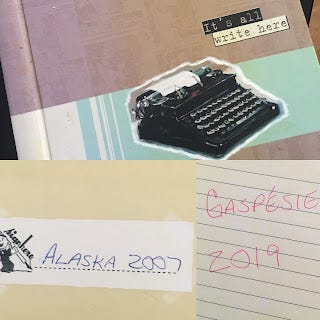 It's all
write here
ALASKA 2007
GASPÉSIE
2019